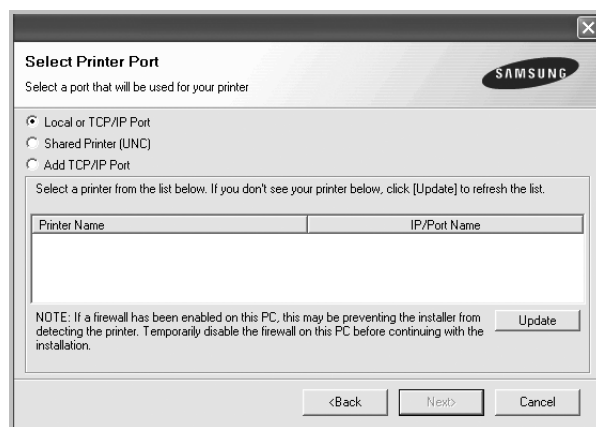 Select Printer Port
Select a port that will be used for your printer
SAMSUNG
Local or TCP/IP Port
Shared Printer (UNC)
Add TCP/IP Port
Select a printer from the list below. If you don't see your printer below, click [Update] to refresh the list.
Printer Name IP/Port Name
NOTE: If a firewall has been enabled on this PC, this may be preventing the installer from
detecting the printer. Temporarily disable the firewall on this PC before continuing with the
installation.
Update
<Back Next> Cancel